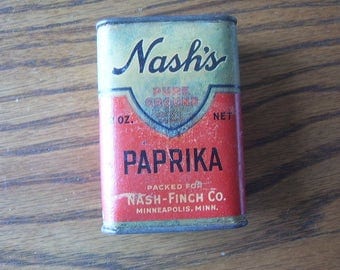 Nash's
PURE
GROUND
OZ. NET
PAPRIKA
PACKED FOR
NASH-FINCH CO.
MINNEAPOLIS, MINN.